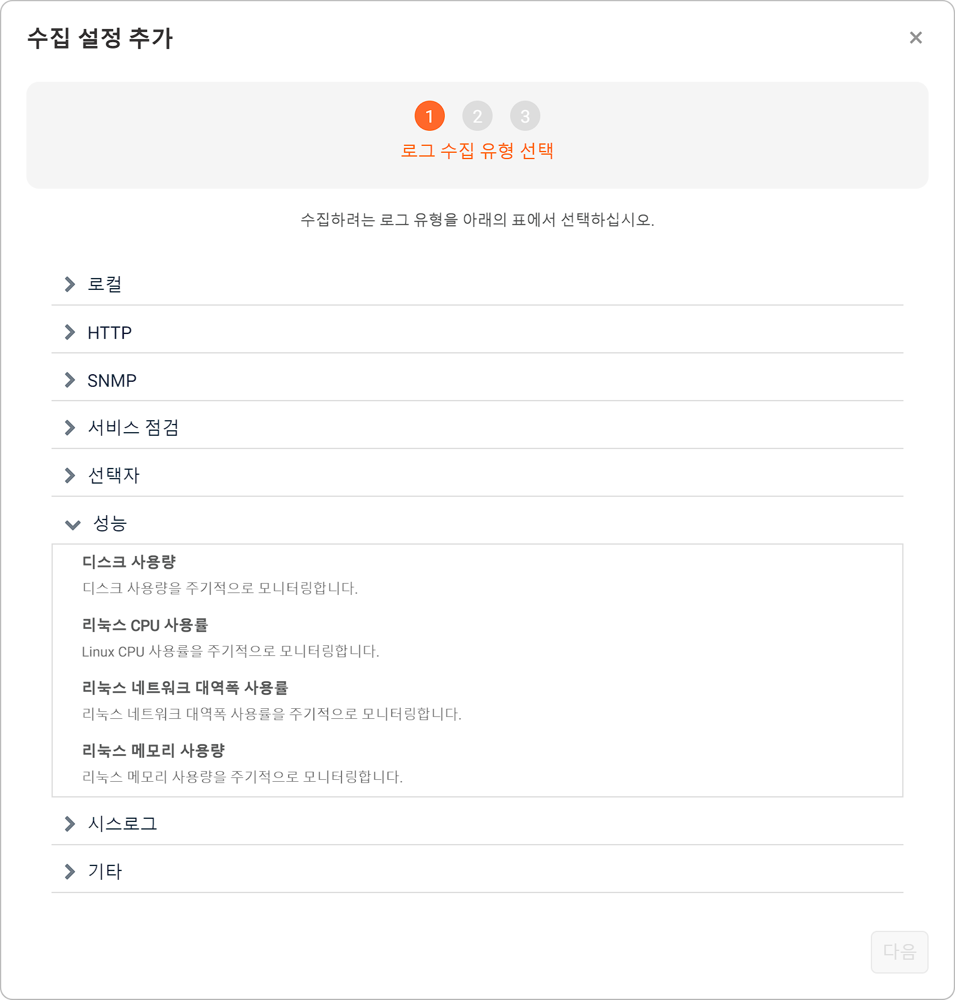 수집 설정 추가
1 2 3
로그 수집 유형 선택
수집하려는 로그 유형을 아래의 표에서 선택하십시오.
로컬
HTTP
SNMP
서비스 점검
선택자
성능
디스크 사용량
디스크 사용량을 주기적으로 모니터링합니다.
리눅스 CPU 사용률
Linux CPU 사용률을 주기적으로 모니터링합니다.
리눅스 네트워크 대역폭 사용률
리눅스 네트워크 대역폭 사용률을 주기적으로 모니터링합니다.
리눅스 메모리 사용량
리눅스 메모리 사용량을 주기적으로 모니터링합니다.
시스로그
기타
다음